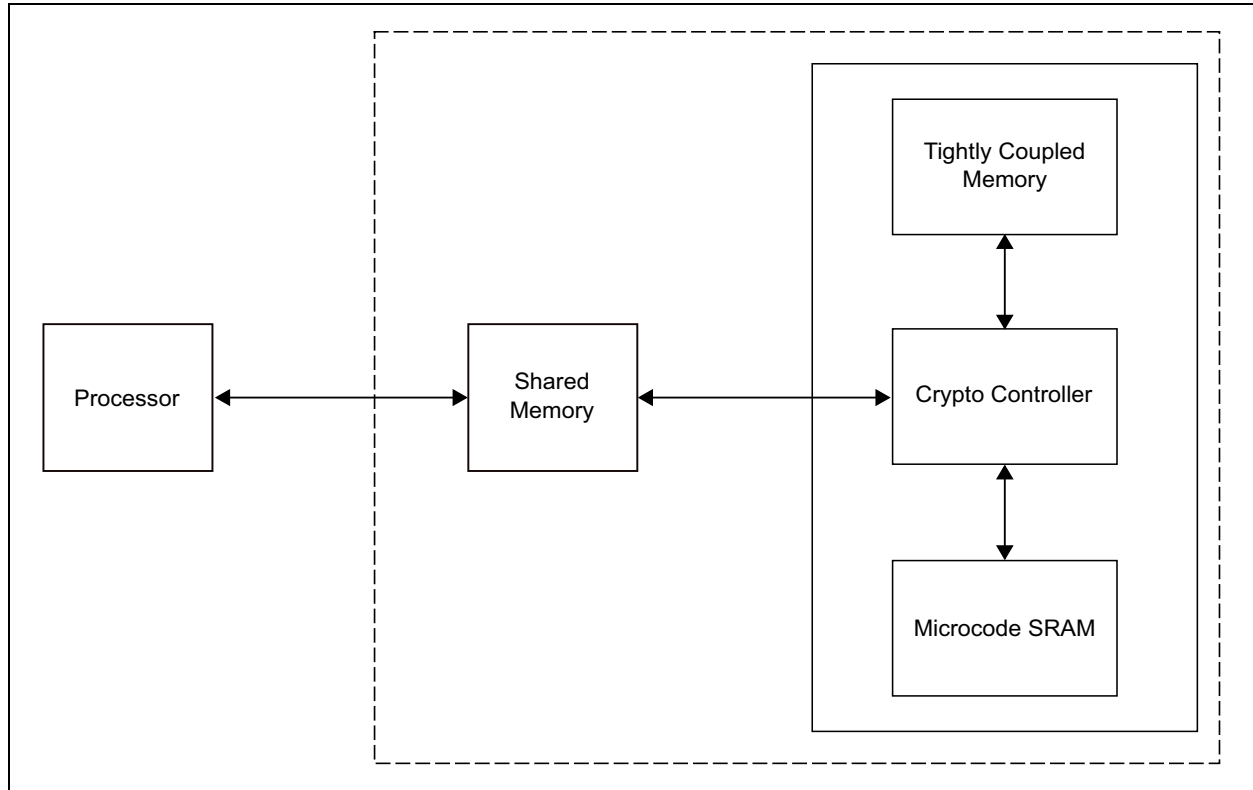 Tightly Coupled
Memory
Processor
Shared
Memory
Crypto Controller
Microcode SRAM